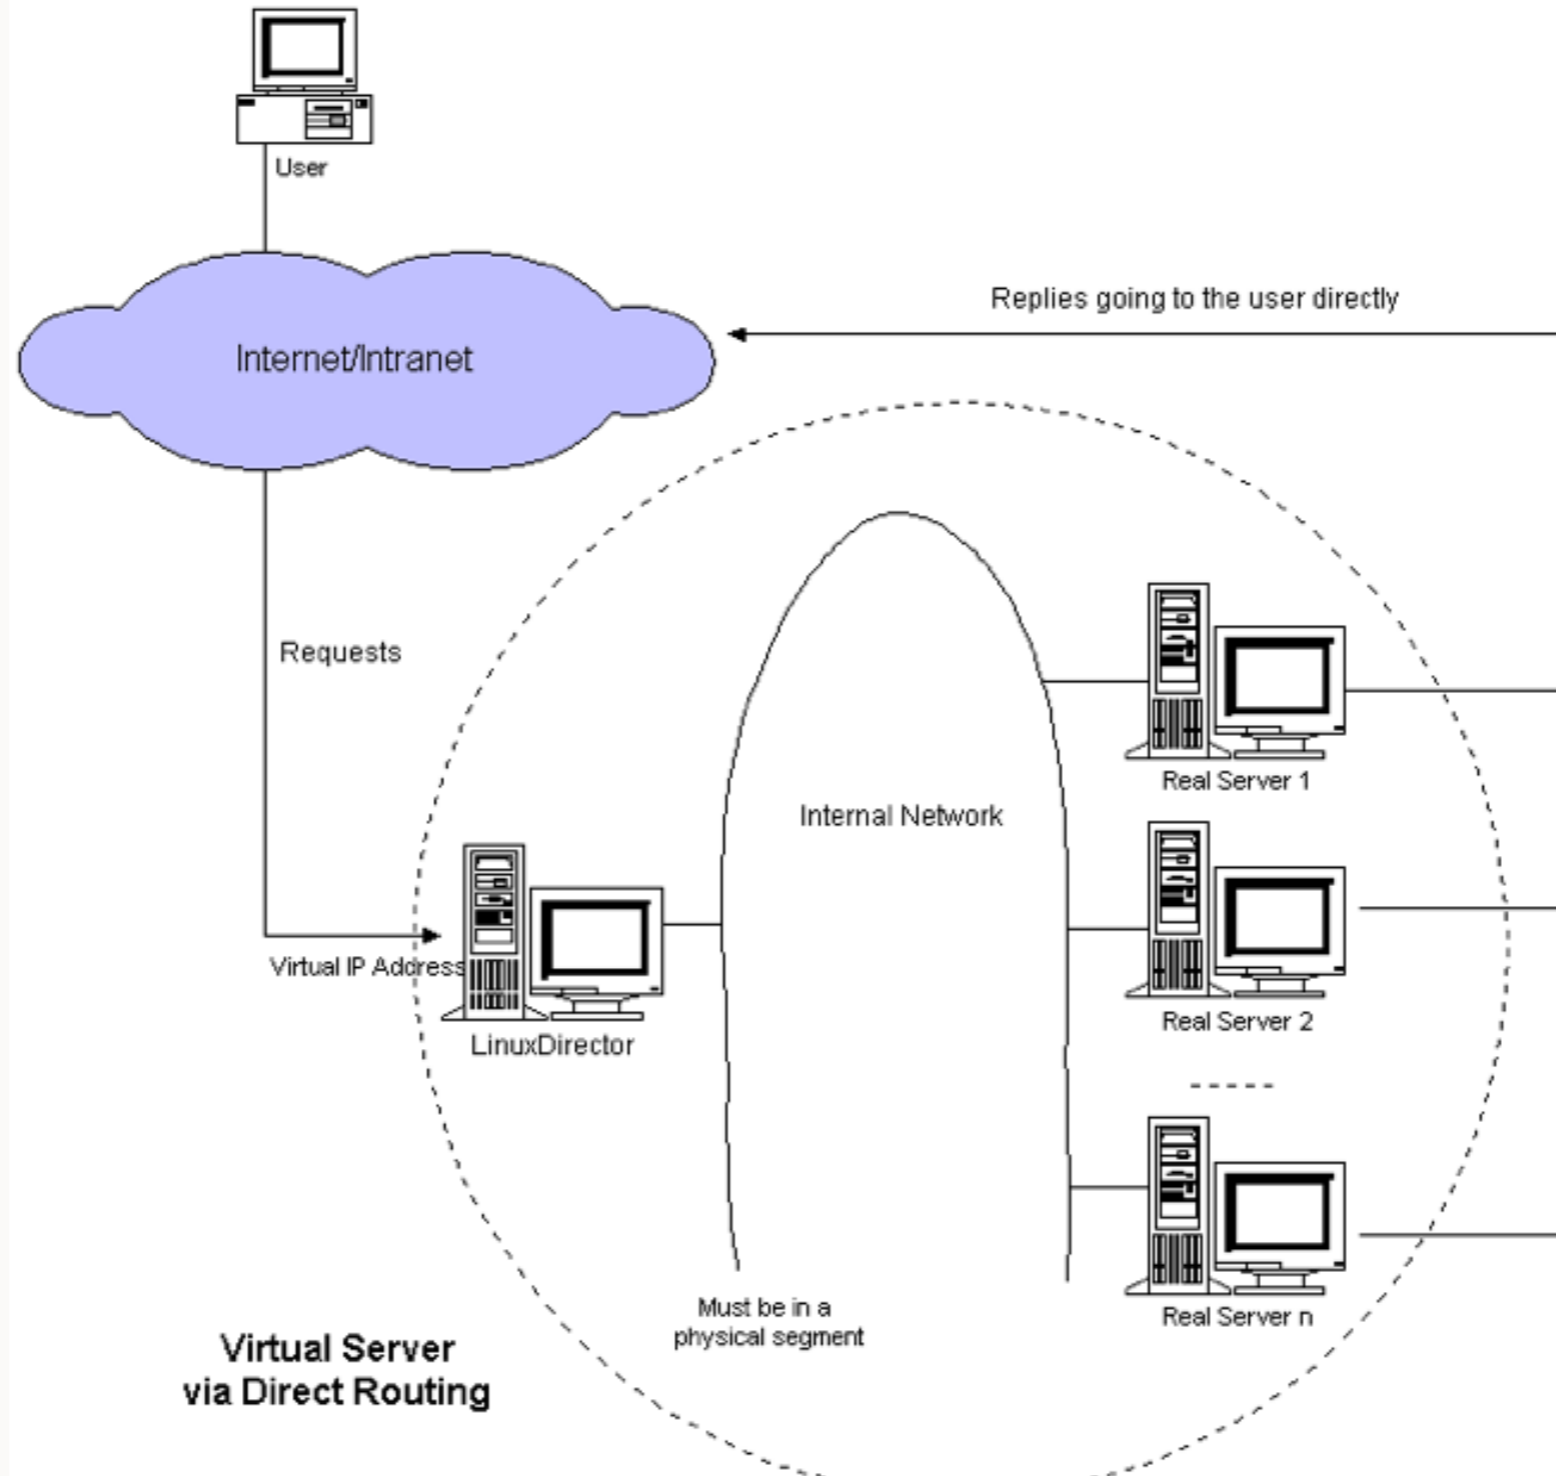 User
Replies going to the user directly
Internet/Intranet
Requests
Virtual IP Address
LinuxDirector
Internal Network
Real Server 1
Real Server 2
Real Server n
Must be in a
physical segment
Virtual Server
via Direct Routing